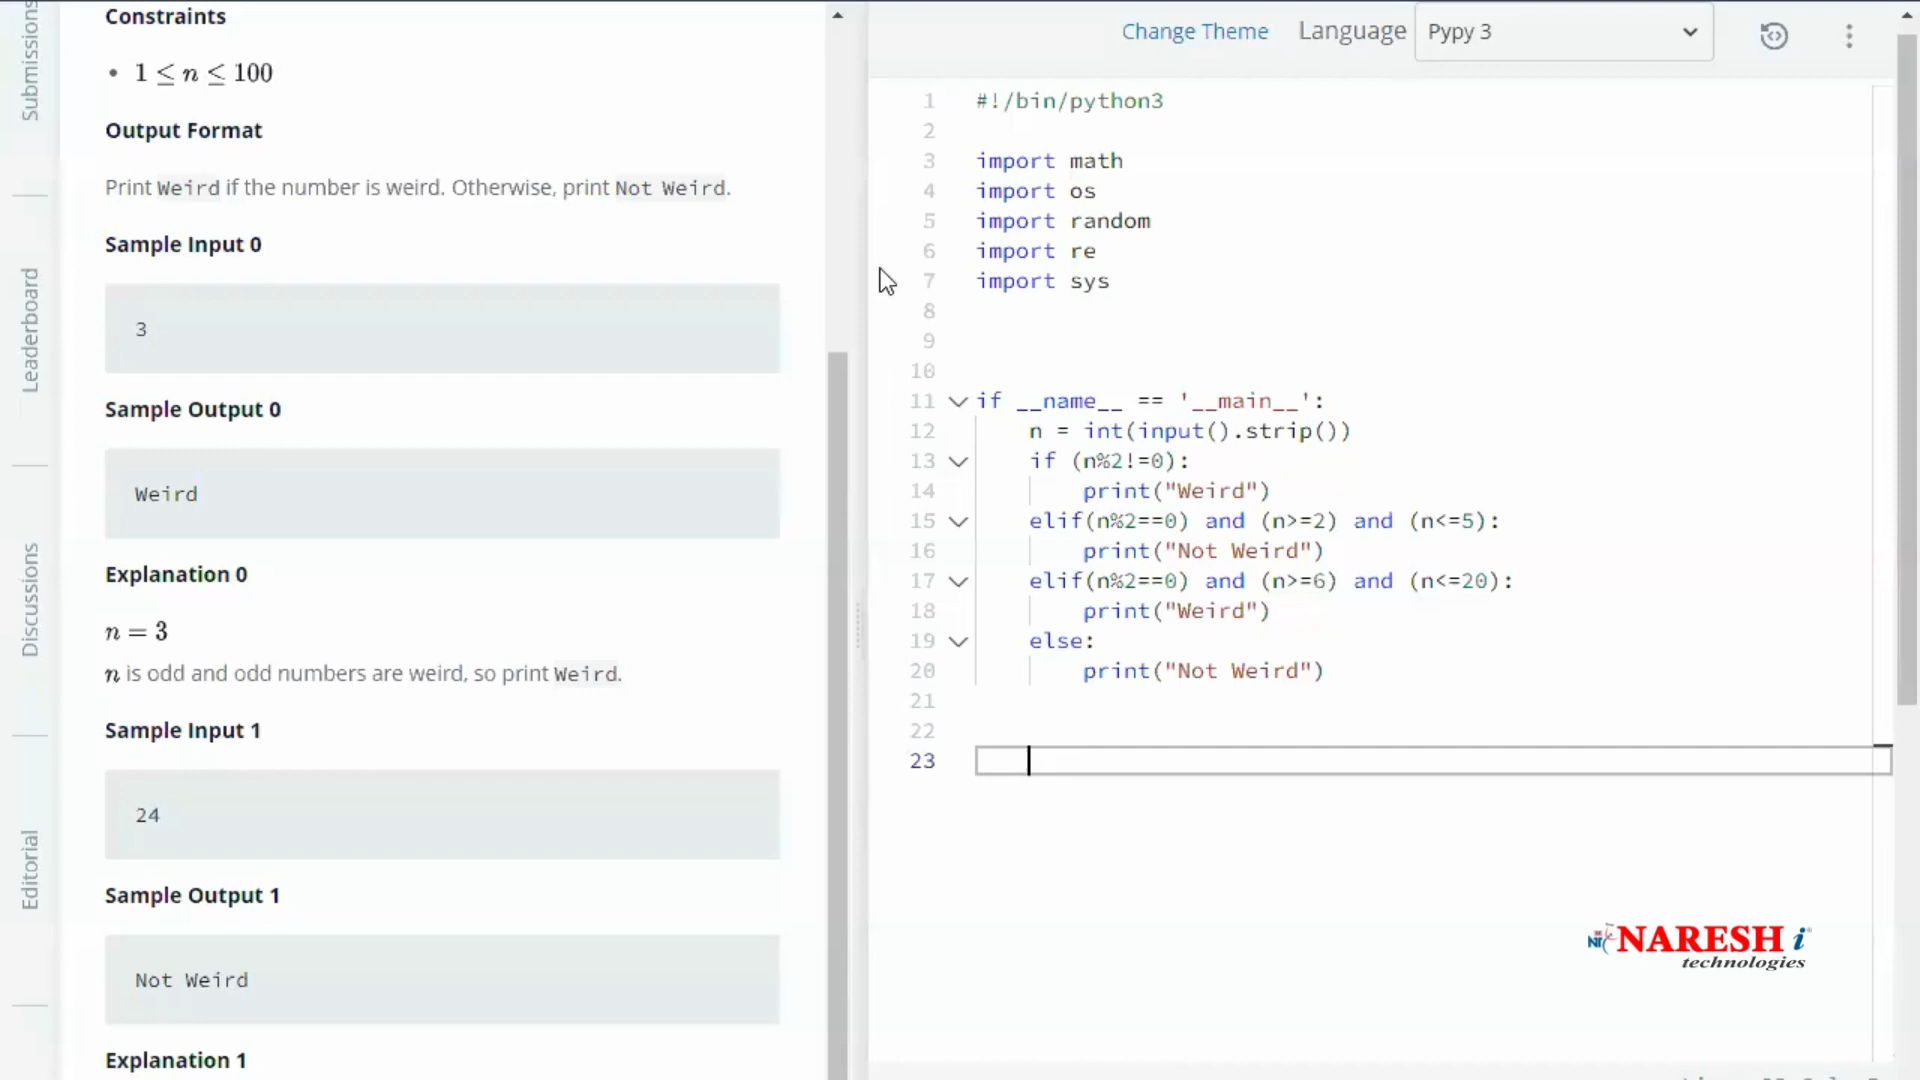 Submissions
Leaderboard
Discussions
Editorial
Constraints
• 1 ≤ n ≤ 100
Output Format
Print Weird if the number is weird. Otherwise, print Not Weird.
Sample Input 0
3
Sample Output 0
Weird
Explanation 0
n = 3
n is odd and odd numbers are weird, so print Weird.
Sample Input 1
24
Sample Output 1
Not Weird
Explanation 1
Change Theme Language Pypy 3
1 #!/bin/python3
2
3 import math
4 import os
5 import random
6 import re
7 import sys
8
9
10
11 if __name__ == '__main__':
12 n = int(input().strip())
13 if (n%2!=0):
14 print("Weird")
15 elif(n%2==0) and (n>=2) and (n<=5):
16 print("Not Weird")
17 elif(n%2==0) and (n>=6) and (n<=20):
18 print("Weird")
19 else:
20 print("Not Weird")
21
22
23
NARESH i
technologies